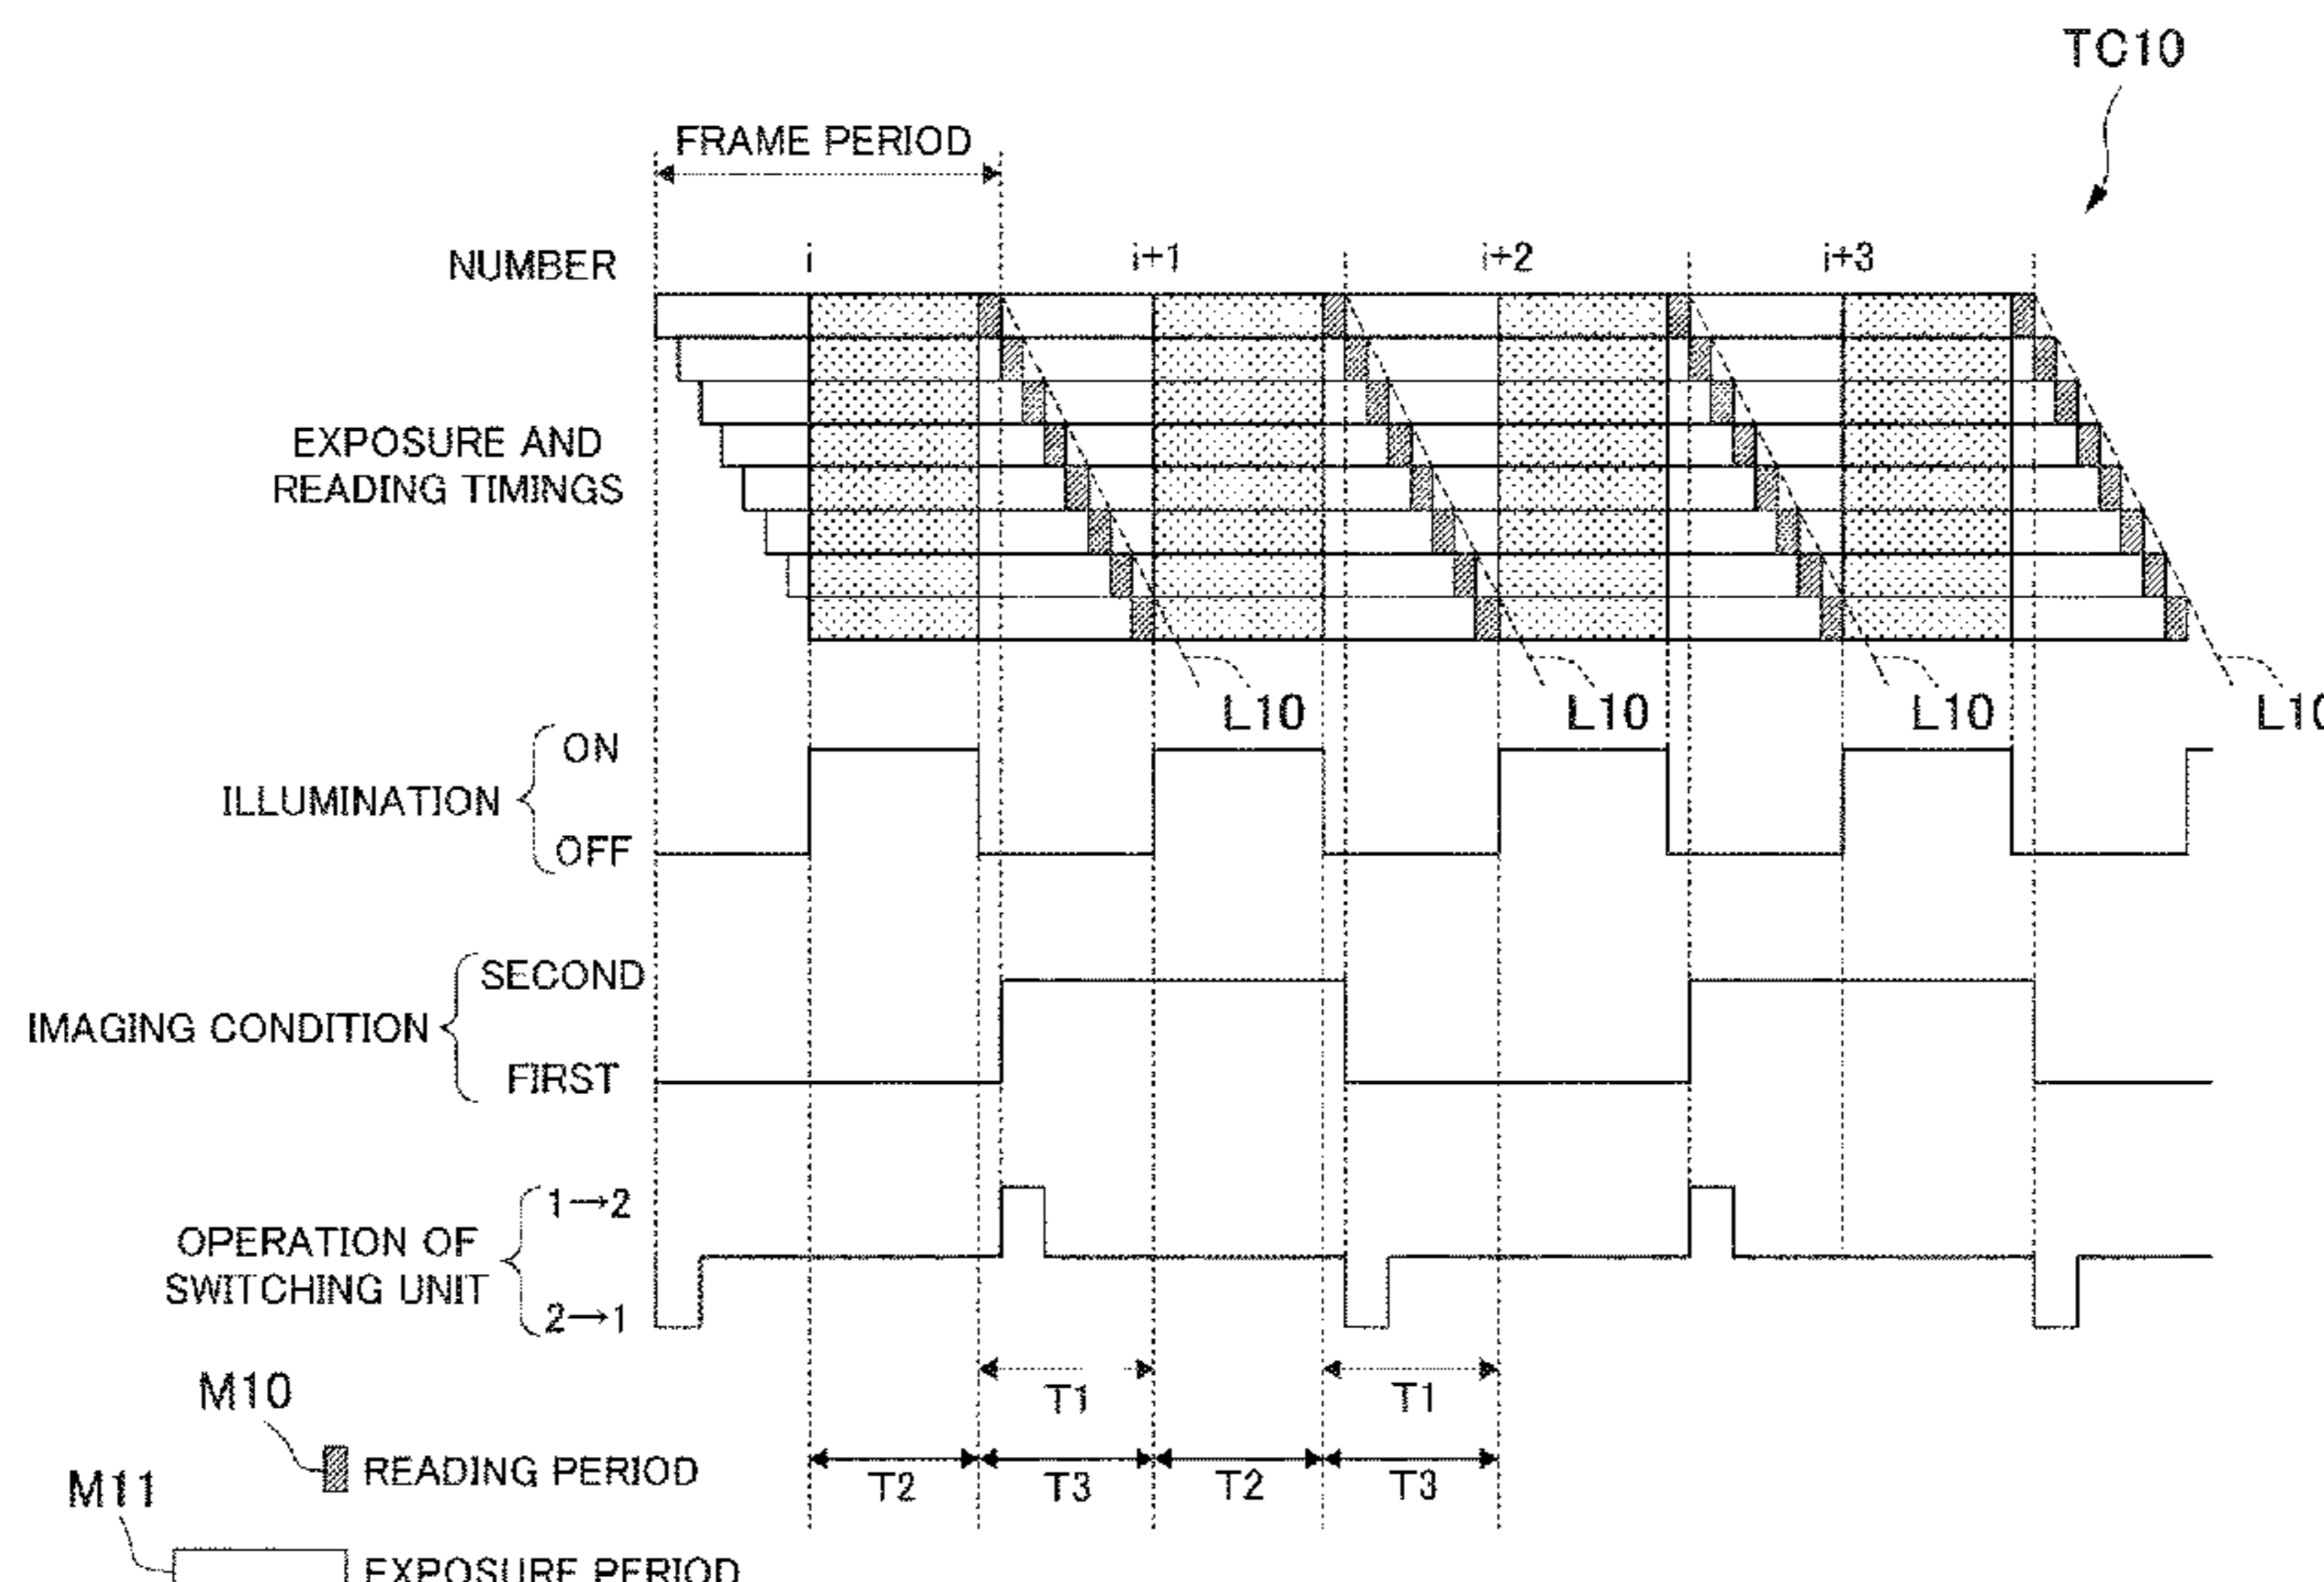 TC10
FRAME PERIOD
NUMBER
i
i+1
i+2
i+3
EXPOSURE AND
READING TIMINGS
L10
L10
L10
L10
ILLUMINATION
ON
OFF
IMAGING CONDITION
SECOND
FIRST
OPERATION OF
SWITCHING UNIT
1→2
2→1
T1
T1
T2
T3
T2
T3
M10
READING PERIOD
M11
EXPOSURE PERIOD